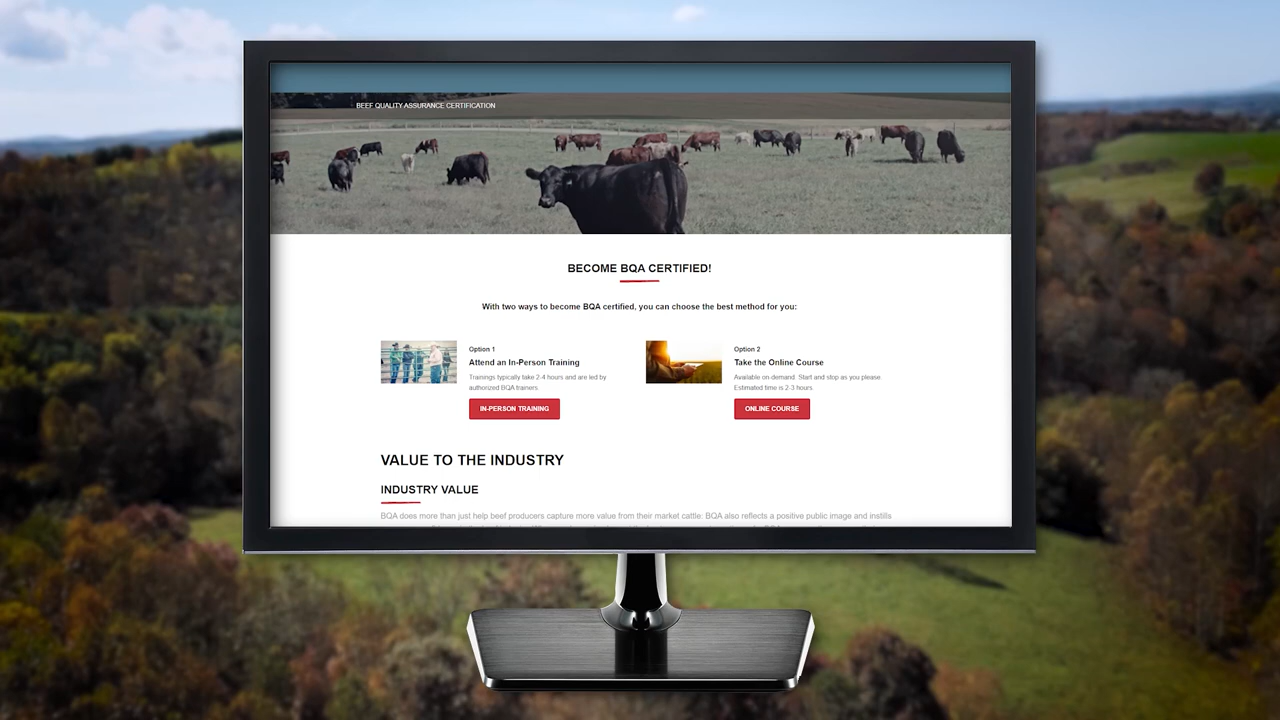 BEEF QUALITY ASSURANCE CERTIFICATION
BECOME BQA CERTIFIED!
With two ways to become BQA certified, you can choose the best method for you:
Option 1
Attend an In-Person Training
Trainings typically take 2-4 hours and are led by
authorized BQA trainers.
IN-PERSON TRAINING
Option 2
Take the Online Course
Available on demand. Start and stop as you please.
Estimated time is 2-3 hours.
ONLINE COURSE
VALUE TO THE INDUSTRY
INDUSTRY VALUE
BQA does more than just help beef producers capture more value from their market cattle: BQA also reflects a positive public image and instills